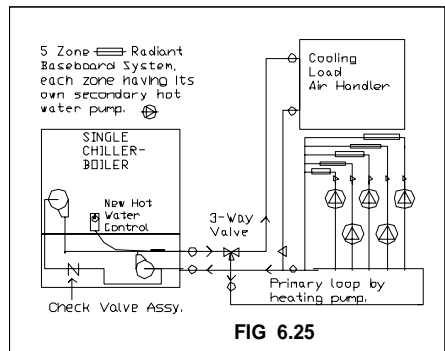 5 Zone Radiant
Baseboard System,
each zone having its
own secondary hot
water pump.
Cooling
Load
Air Handler
SINGLE
CHILLER-
BOILER
New Hot
Water
Control
3-Way
Valve
Check Valve Assy.
Primary loop by
heating pump.
FIG 6.25